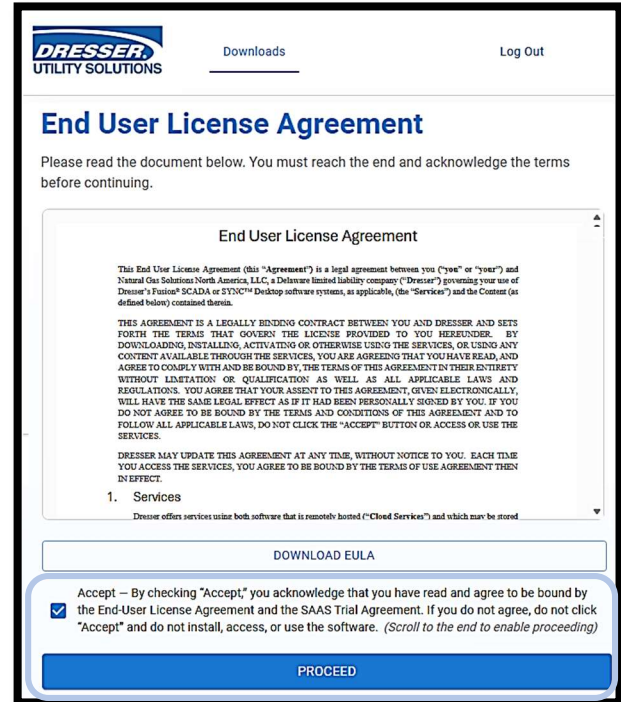 DRESSER
UTILITY SOLUTIONS
Downloads
Log Out
End User License Agreement
Please read the document below. You must reach the end and acknowledge the terms
before continuing.
End User License Agreement
This End User License Agreement (this "Agreement") is a legal agreement between you ("you" or "your") and
Natural Gas Solutions North America, LLC, a Delaware limited liability company ("Dresser") governing your use of
Dresser's Fusion® SCADA or SYNC™ Desktop software systems, as applicable, (the "Services") and the Content (as
defined below) contained therein.
THIS AGREEMENT IS A LEGALLY BINDING CONTRACT BETWEEN YOU AND DRESSER AND SETS
FORTH THE TERMS THAT GOVERN THE LICENSE PROVIDED TO YOU HEREUNDER. BY
DOWNLOADING, INSTALLING, ACTIVATING OR OTHERWISE USING THE SERVICES, OR USING ANY
CONTENT AVAILABLE THROUGH THE SERVICES, YOU ARE AGREEING THAT YOU HAVE READ, AND
AGREE TO COMPLY WITH AND BE BOUND BY, THE TERMS OF THIS AGREEMENT IN THEIR ENTIRETY
WITHOUT LIMITATION OR QUALIFICATION AS WELL AS ALL APPLICABLE LAWS AND
REGULATIONS. YOU AGREE THAT YOUR ASSENT TO THIS AGREEMENT, GIVEN ELECTRONICALLY,
WILL HAVE THE SAME LEGAL EFFECT AS IF IT HAD BEEN PERSONALLY SIGNED BY YOU. IF YOU
DO NOT AGREE TO BE BOUND BY THE TERMS AND CONDITIONS OF THIS AGREEMENT AND TO
FOLLOW ALL APPLICABLE LAWS, DO NOT CLICK THE "ACCEPT" BUTTON OR ACCESS OR USE THE
SERVICES.
DRESSER MAY UPDATE THIS AGREEMENT AT ANY TIME, WITHOUT NOTICE TO YOU. EACH TIME
YOU ACCESS THE SERVICES, YOU AGREE TO BE BOUND BY THE TERMS OF USE AGREEMENT THEN
IN EFFECT.
1. Services
Dresser offers services using both software that is remotely hosted ("Cloud Services") and which may be stored
DOWNLOAD EULA
Accept — By checking "Accept," you acknowledge that you have read and agree to be bound by
the End-User License Agreement and the SAAS Trial Agreement. If you do not agree, do not click
"Accept" and do not install, access, or use the software. (Scroll to the end to enable proceeding)
PROCEED